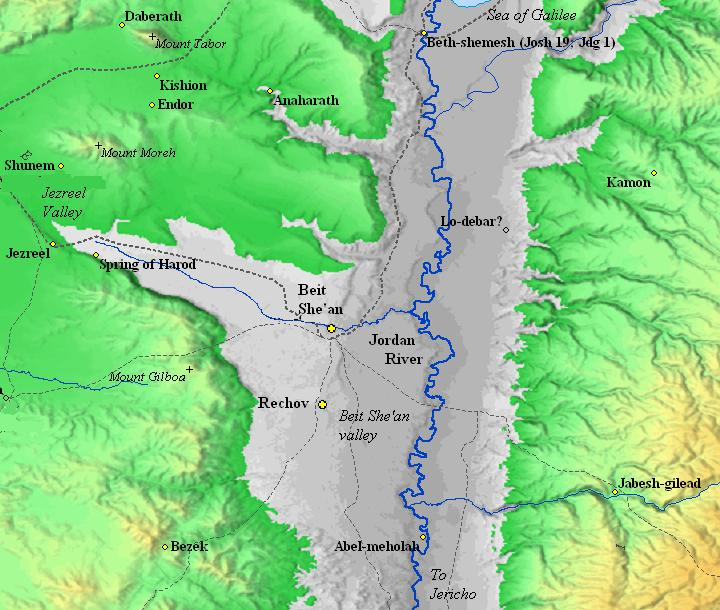 Daberath
Sea of Galilee
Mount Tabor
Beth-shemesh (Josh 19; Jdg 1)
Kishion
Anaharath
Endor
Mount Moreh
Shunem
Kamon
Jezreel
Valley
Lo-debar?
Jezreel
Spring of Harod
Beit
She'an
Jordan
River
Mount Gilboa
Rechov
Beit She'an
valley
Jabesh-gilead
Bezek
Abel-meholah
To
Jericho